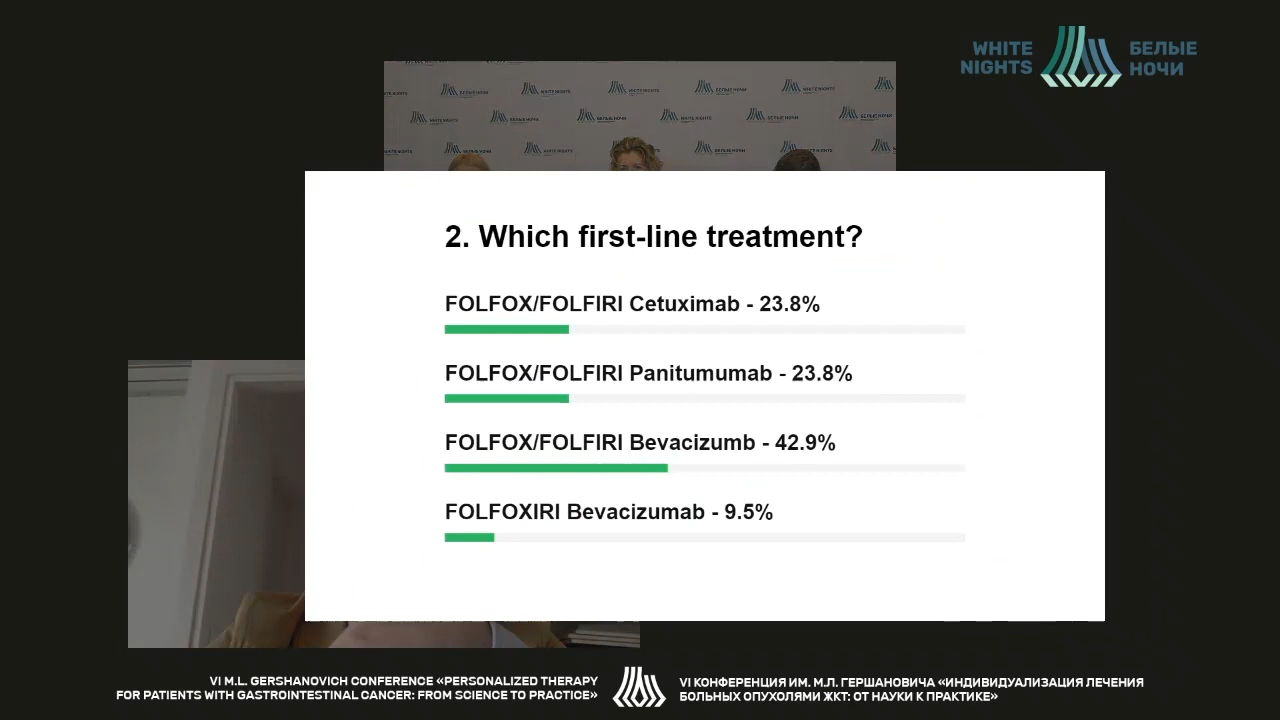 WHITE
NIGHTS
БЕЛЫЕ
НОЧИ
2. Which first-line treatment?
FOLFOX/FOLFIRI Cetuximab - 23.8%
FOLFOX/FOLFIRI Panitumumab - 23.8%
FOLFOX/FOLFIRI Bevacizumb - 42.9%
FOLFOXIRI Bevacizumab - 9.5%
VI M.L. GERSHANOVICH CONFERENCE «PERSONALIZED THERAPY
FOR PATIENTS WITH GASTROINTESTINAL CANCER: FROM SCIENCE TO PRACTICE»
VI КОНФЕРЕНЦИЯ ИМ. М.Л. ГЕРШАНОВИЧА «ИНДИВИДУАЛИЗАЦИЯ ЛЕЧЕНИЯ
БОЛЬНЫХ ОПУХОЛЯМИ ЖКТ: ОТ НАУКИ К ПРАКТИКЕ»